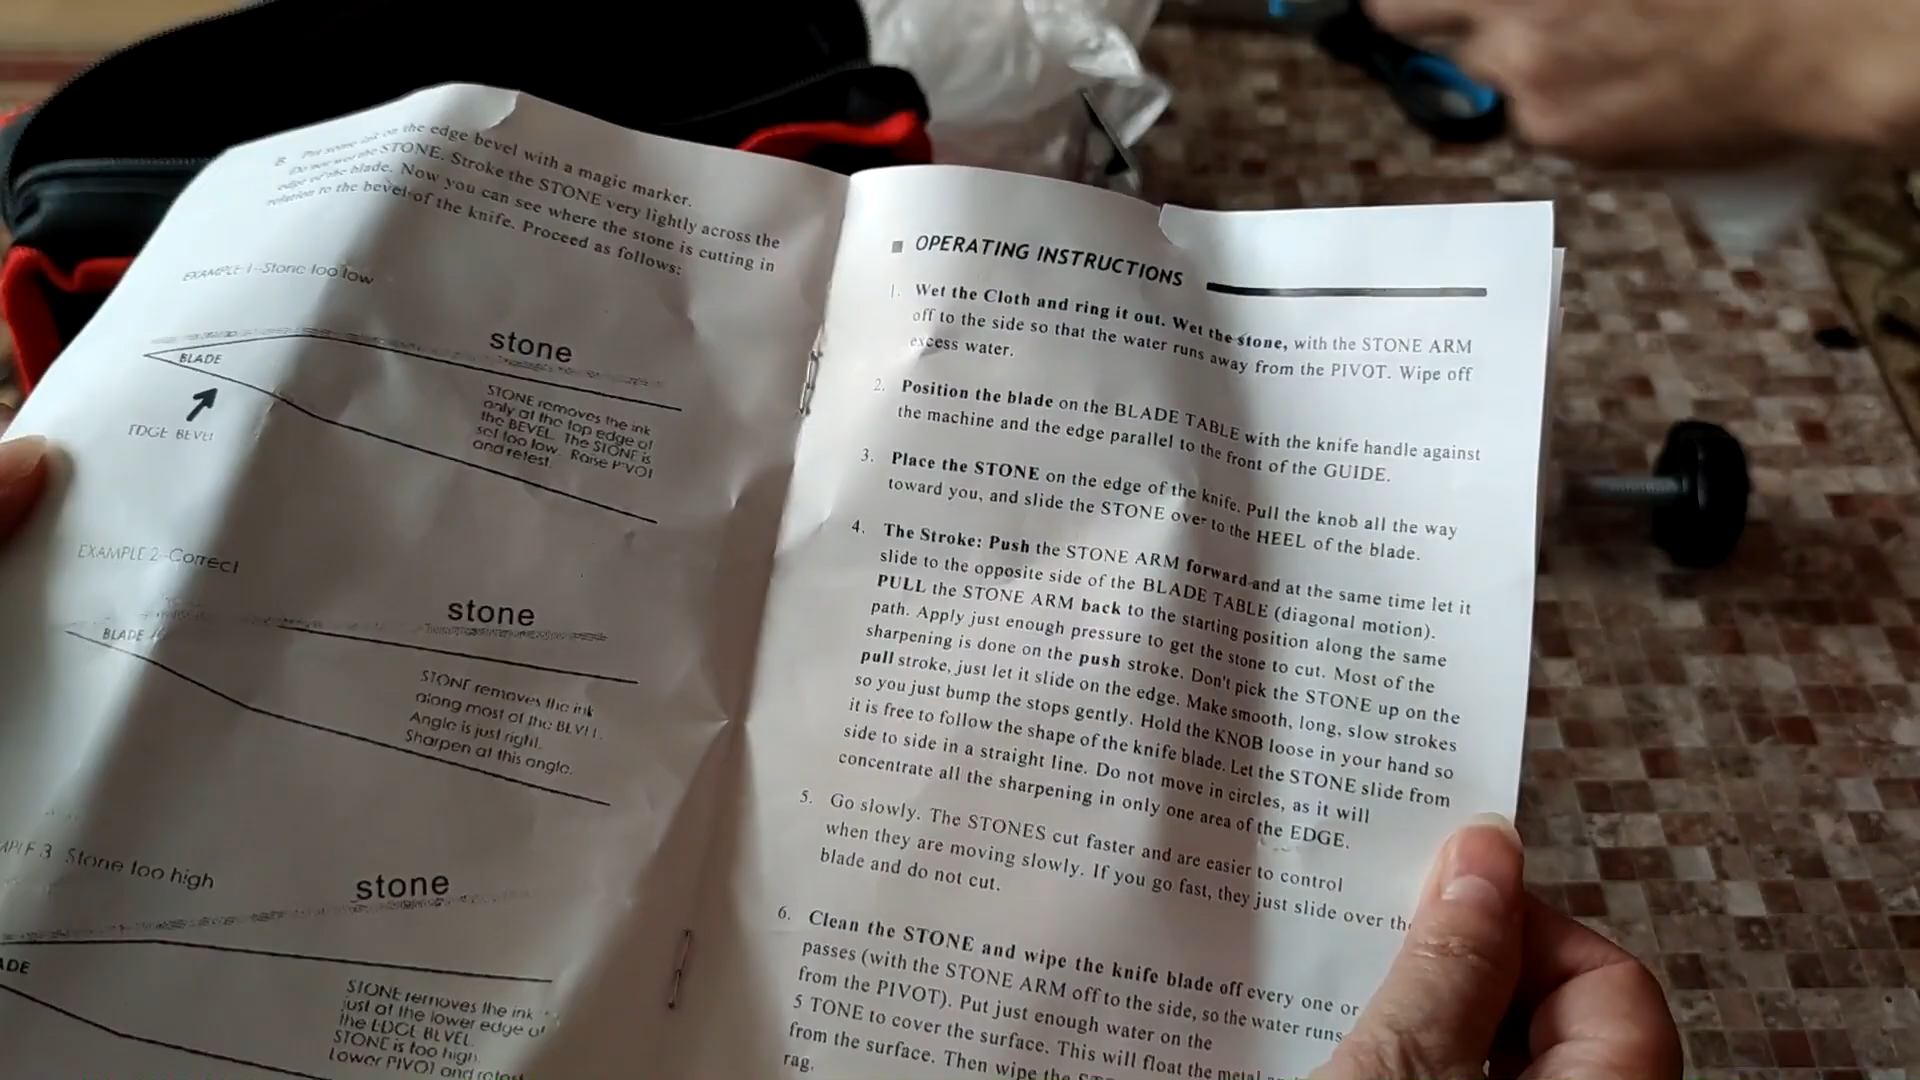 B. Put some ink on the edge bevel with a magic marker.
Do not wet the STONE. Stroke the STONE very lightly across the
edge of the blade. Now you can see where the stone is cutting in
relation to the bevel of the knife. Proceed as follows:
EXAMPLE 1--Stone too low
stone
BLADE
EDGE BEVEL
STONE removes the ink
only at the top edge of
the BEVEL. The STONE is
set too low. Raise PIVOT
and retest.
EXAMPLE 2--Correct
stone
BLADE
STONE removes the ink
along most of the BEVEL.
Angle is just right.
Sharpen at this angle.
3 Stone too high
stone
ADE
STONE removes the ink
just at the lower edge of
the EDGE BEVEL.
STONE is too high.
Lower PIVOT and retest
■ OPERATING INSTRUCTIONS
1. Wet the Cloth and ring it out. Wet the stone, with the STONE ARM
off to the side so that the water runs away from the PIVOT. Wipe off
excess water.
2. Position the blade on the BLADE TABLE with the knife handle against
the machine and the edge parallel to the front of the GUIDE.
3. Place the STONE on the edge of the knife. Pull the knob all the way
toward you, and slide the STONE over to the HEEL of the blade.
4. The Stroke: Push the STONE ARM forward and at the same time let it
slide to the opposite side of the BLADE TABLE (diagonal motion).
PULL the STONE ARM back to the starting position along the same
path. Apply just enough pressure to get the stone to cut. Most of the
sharpening is done on the push stroke. Don't pick the STONE up on the
pull stroke, just let it slide on the edge. Make smooth, long, slow strokes
so you just bump the stops gently. Hold the KNOB loose in your hand so
it is free to follow the shape of the knife blade. Let the STONE slide from
side to side in a straight line. Do not move in circles, as it will
concentrate all the sharpening in only one area of the EDGE.
5. Go slowly. The STONES cut faster and are easier to control
when they are moving slowly. If you go fast, they just slide over the
blade and do not cut.
6. Clean the STONE and wipe the knife blade off every one or
passes (with the STONE ARM off to the side, so the water runs
from the PIVOT). Put just enough water on the
5 TONE to cover the surface. This will float the metal
from the surface. Then wipe the
rag.